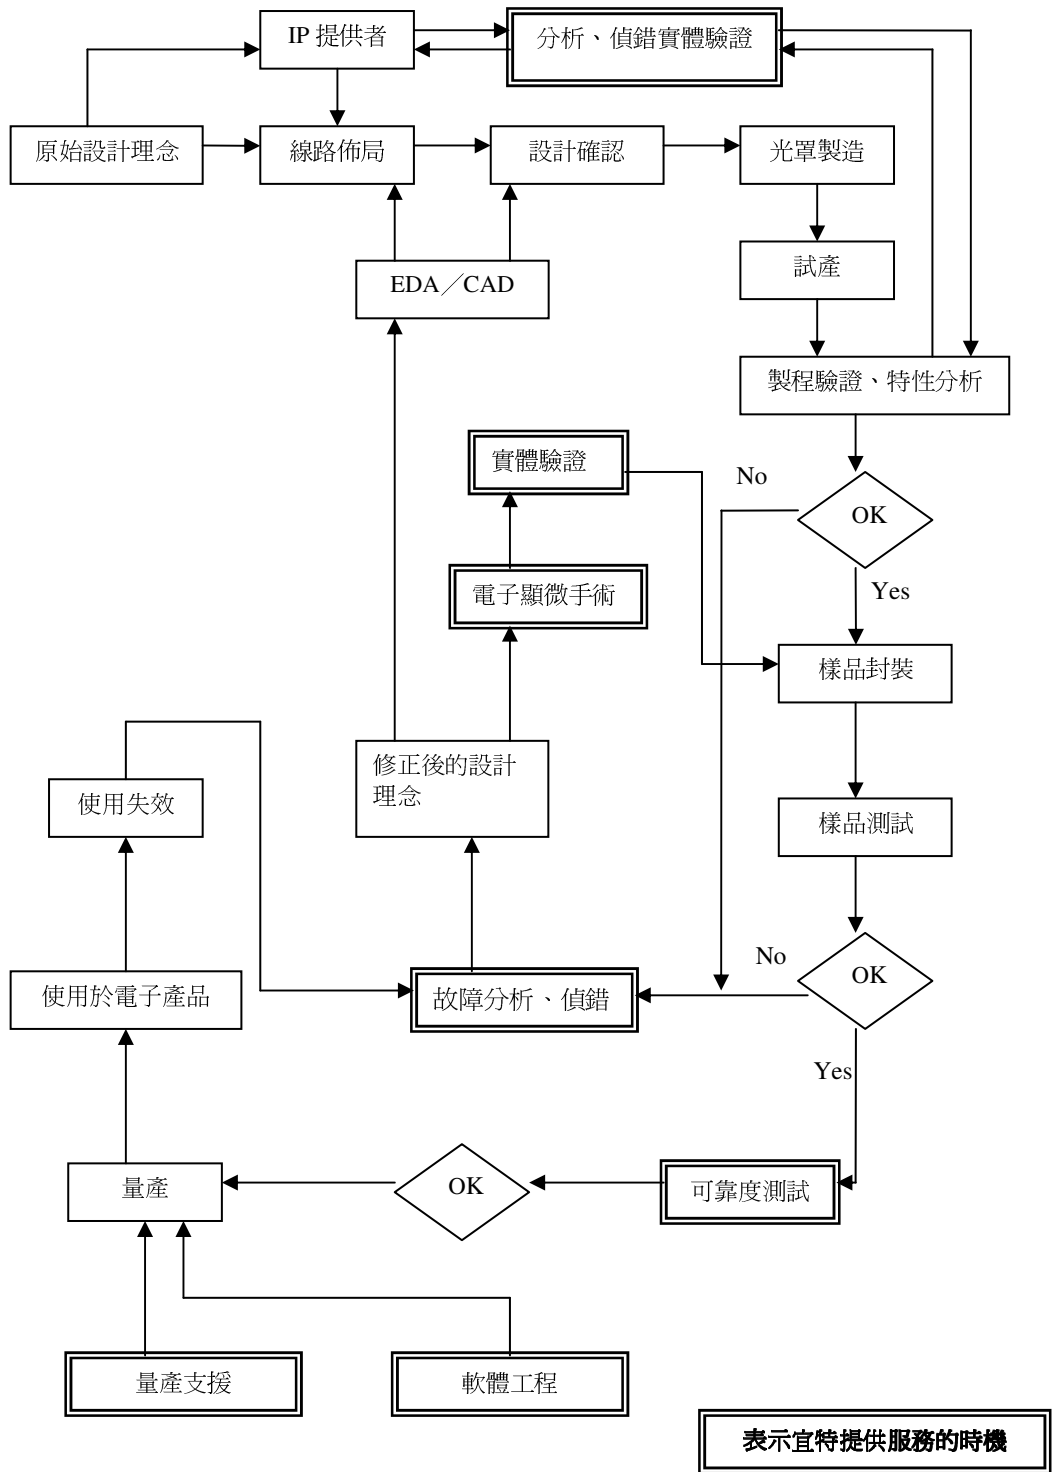 IP 提供者
分析、偵錯實體驗證
原始設計理念
線路佈局
設計確認
光罩製造
試產
EDA／CAD
製程驗證、特性分析
實體驗證
No
OK
電子顯微手術
Yes
樣品封裝
修正後的設計
理念
使用失效
樣品測試
No
OK
使用於電子產品
故障分析、偵錯
Yes
量產
OK
可靠度測試
量產支援
軟體工程
表示宜特提供服務的時機